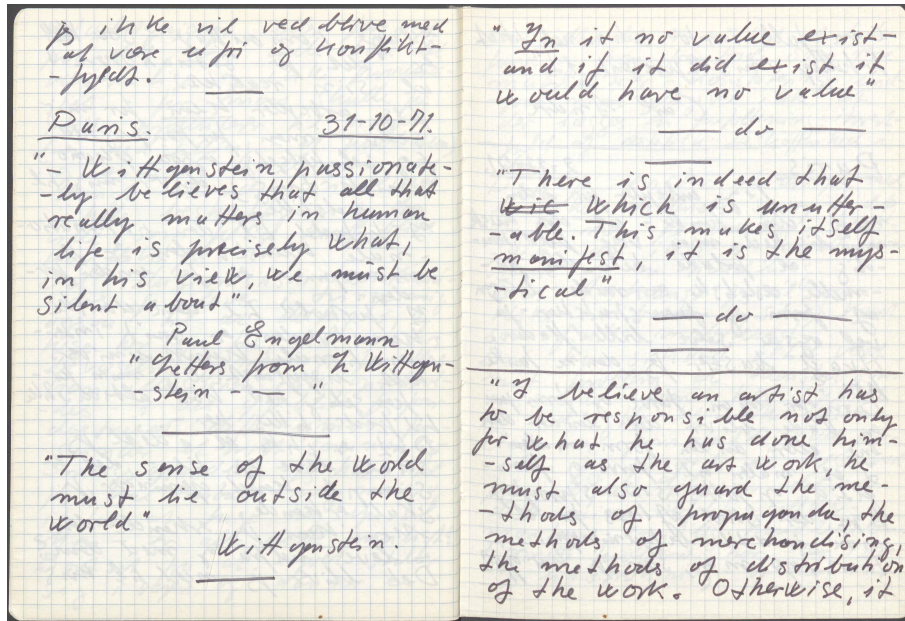 ikke vil ved blive med
at være ufri og konflikt-
-fyldt.
Paris. 31-10-71.
"- Wittgenstein passionate-
-ly believes that all that
really matters in human
life is precisely what,
in his view, we must be
silent about"
Paul Engelmann
"Letters from L Wittgen-
-stein - — "
"The sense of the world
must lie outside the
world"
Wittgenstein.
"In it no value exist-
-and if it did exist it
would have no value"
— do —
"There is indeed that
which is unutter-
-able. This makes itself
manifest, it is the mys-
-tical"
— do —
"I believe an artist has
to be responsible not only
for what he has done him-
-self as the art work, he
must also guard the me-
-thods of propaganda, the
methods of merchandising,
the methods of distribution
of the work. Otherwise, it